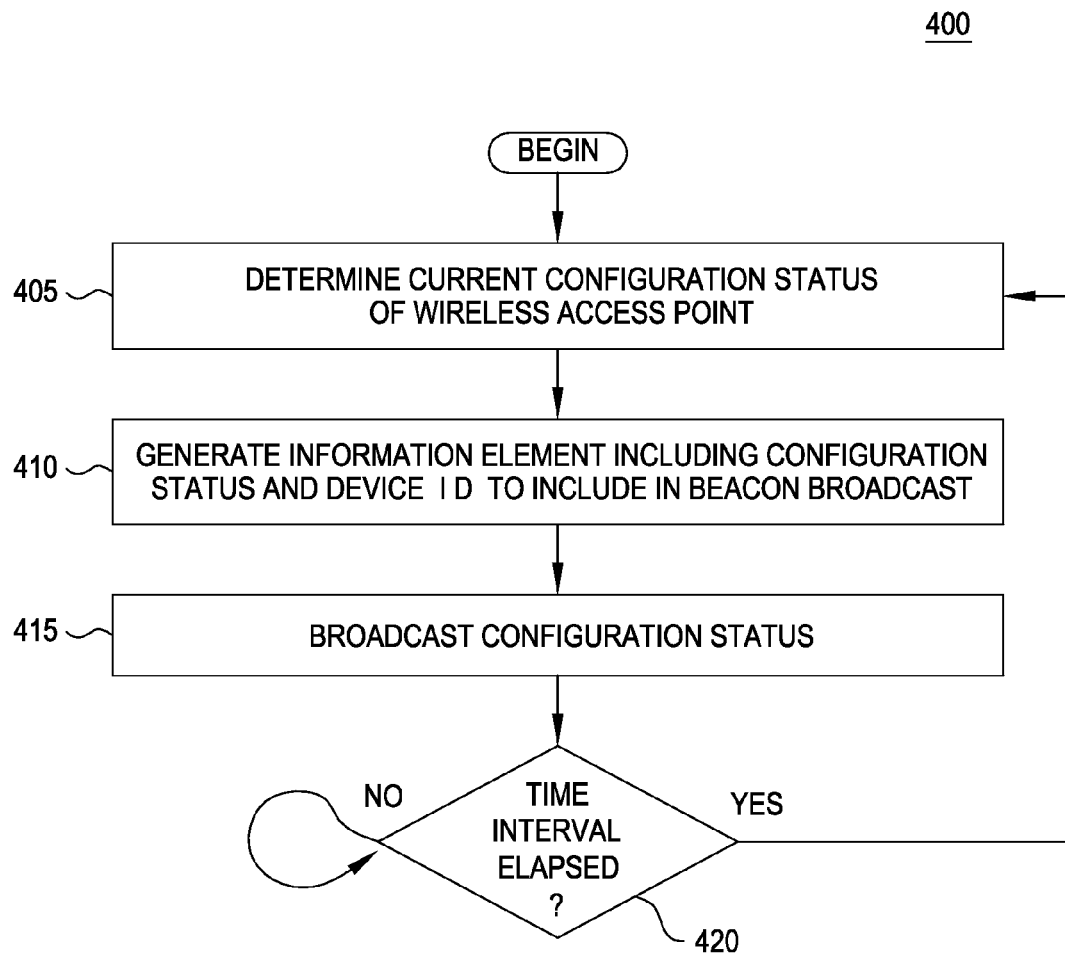 400
BEGIN
405
DETERMINE CURRENT CONFIGURATION STATUS
OF WIRELESS ACCESS POINT
410
GENERATE INFORMATION ELEMENT INCLUDING CONFIGURATION
STATUS AND DEVICE I D TO INCLUDE IN BEACON BROADCAST
415
BROADCAST CONFIGURATION STATUS
NO
TIME
INTERVAL
ELAPSED
?
YES
420